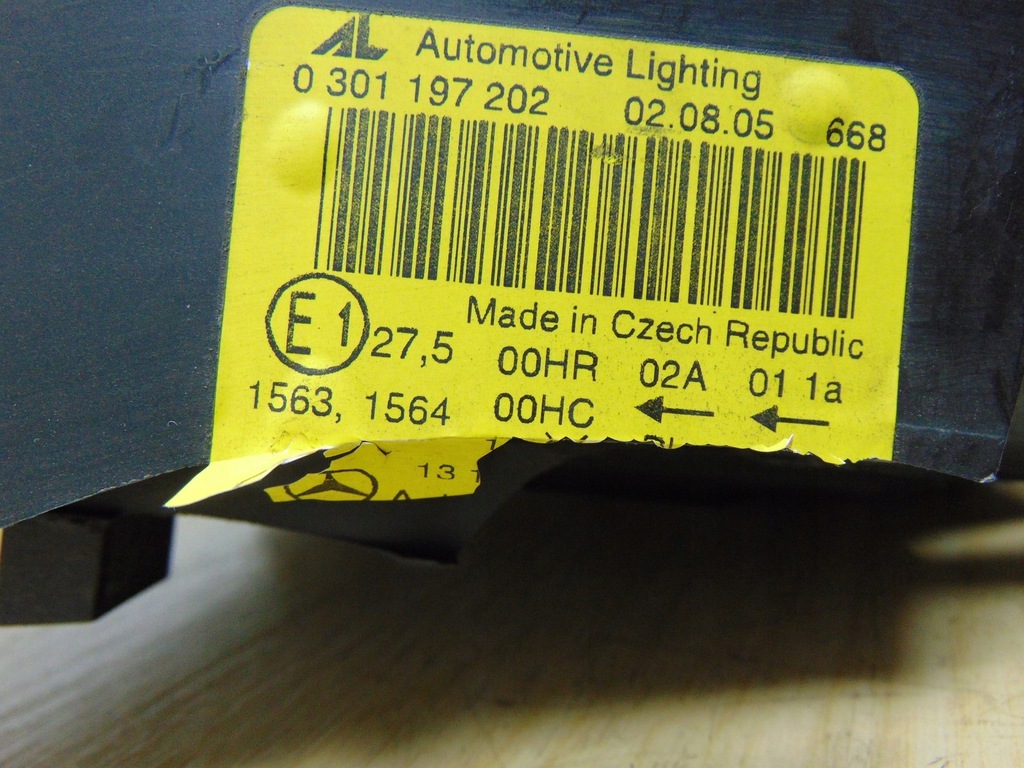 AL Automotive Lighting
0 301 197 202 02.08.05 668
Made in Czech Republic
E1 27,5 00HR 02A 01 1a
1563, 1564 00HC ← ←
13